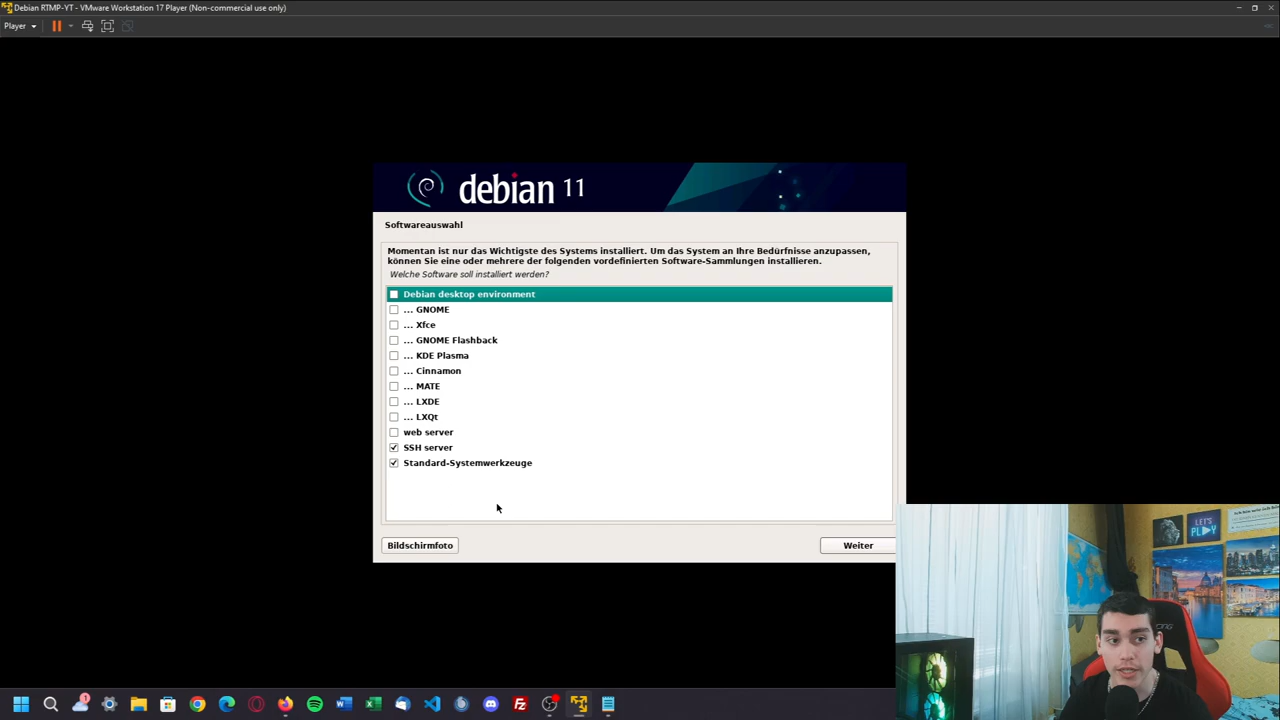 Debian RTMP-YT - VMware Workstation 17 Player (Non-commercial use only)
Player
debian 11
Softwareauswahl
Momentan ist nur das Wichtigste des Systems installiert. Um das System an Ihre Bedürfnisse anzupassen,
können Sie eine oder mehrere der folgenden vordefinierten Software-Sammlungen installieren.
Welche Software soll installiert werden?
Debian desktop environment
... GNOME
... Xfce
... GNOME Flashback
... KDE Plasma
... Cinnamon
... MATE
... LXDE
... LXQt
web server
SSH server
Standard-Systemwerkzeuge
Bildschirmfoto
Weiter
LET'S
PLAY